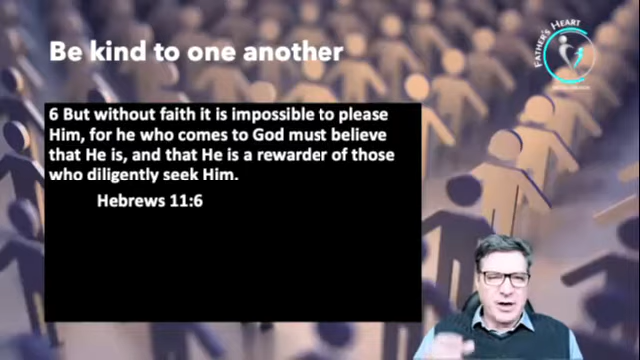 Be kind to one another
FATHER'S HEART
6 But without faith it is impossible to please
Him, for he who comes to God must believe
that He is, and that He is a rewarder of those
who diligently seek Him.
Hebrews 11:6